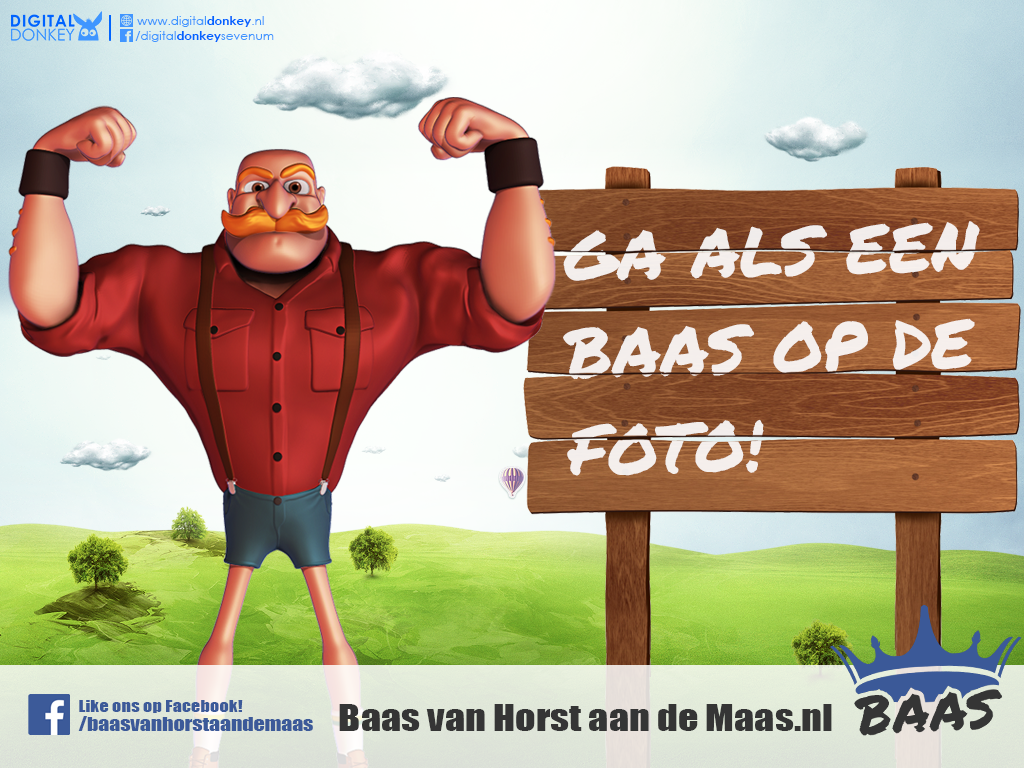 DIGITAL
DONKEY
www.digitaldonkey.nl
/digitaldonkeysevenum
GA ALS EEN
BAAS OP DE
FOTO!
Like ons op Facebook!
/baasvanhorstaandemaas
Baas van Horst aan de Maas.nl
BAAS